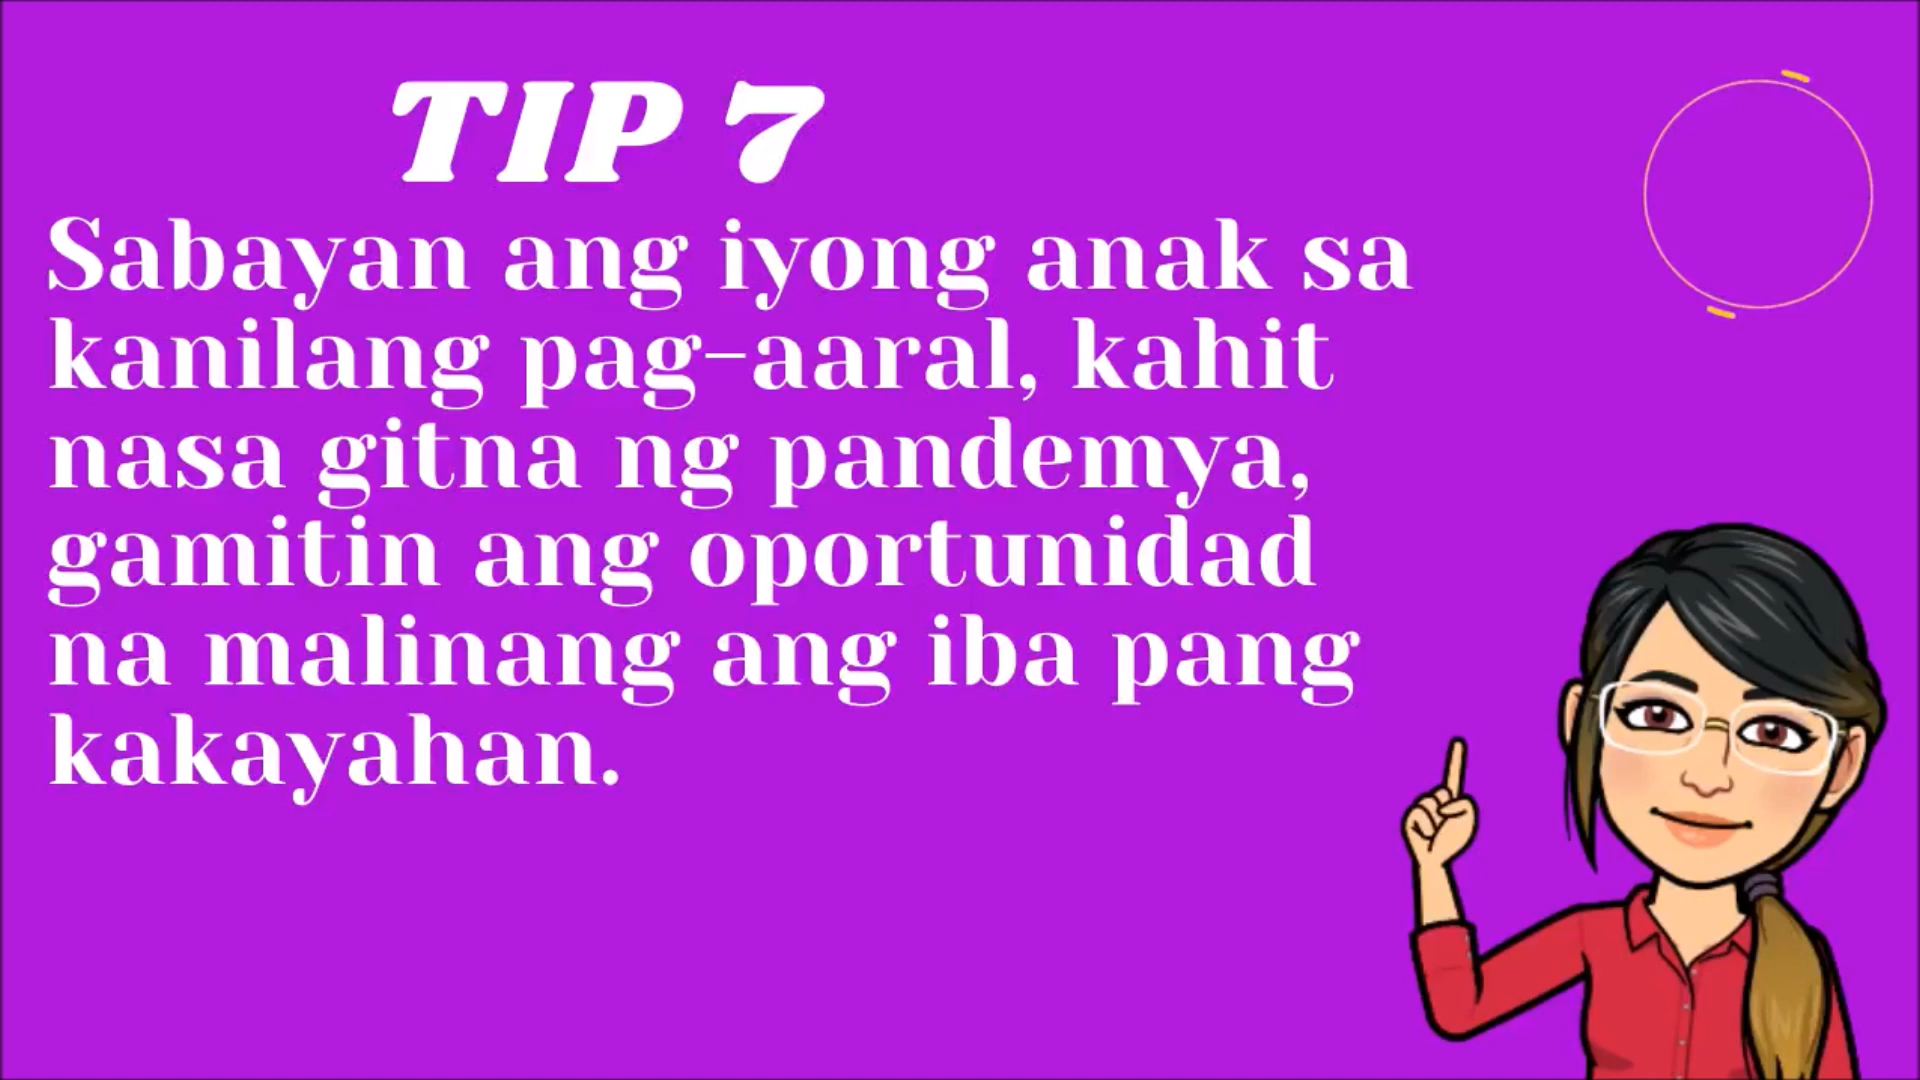 TIP 7
Sabayan ang iyong anak sa
kanilang pag-aaral, kahit
nasa gitna ng pandemya,
gamitin ang oportunidad
na malinang ang iba pang
kakayahan.